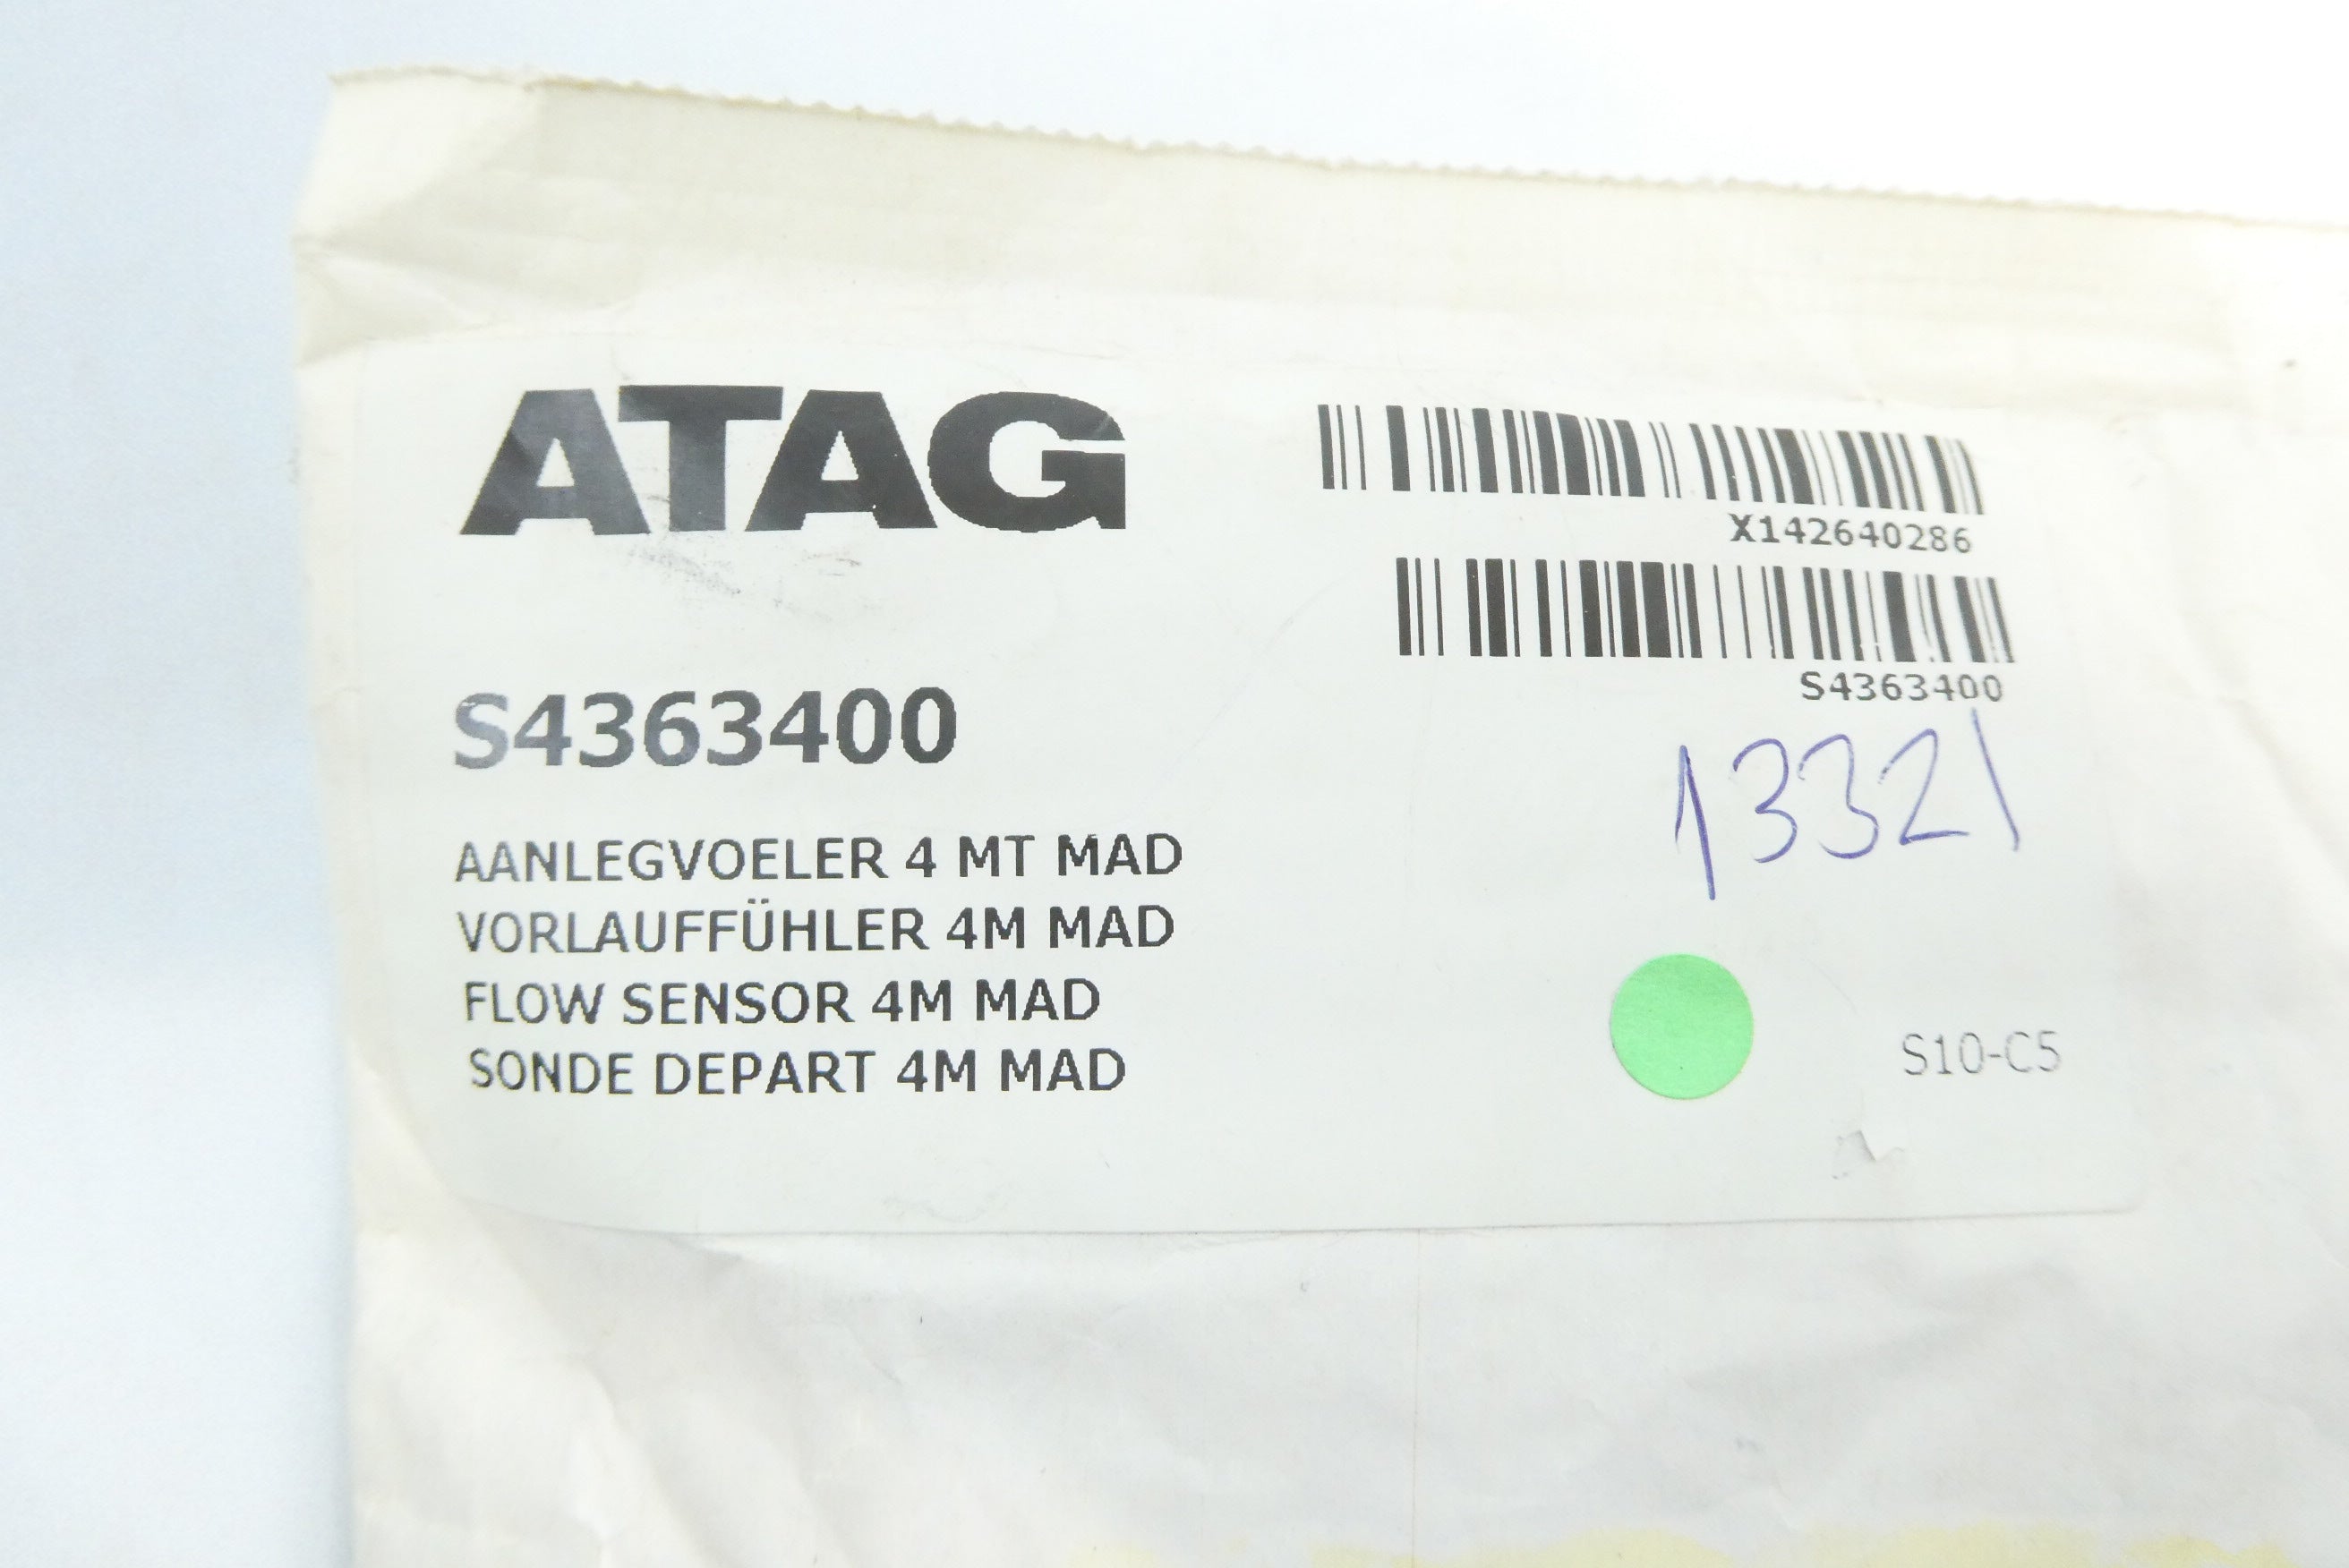 ATAG
X142640286
S4363400
S4363400
13321
AANLEGVOELER 4 MT MAD
VORLAUFFÜHLER 4M MAD
FLOW SENSOR 4M MAD
SONDE DEPART 4M MAD
S10-C5